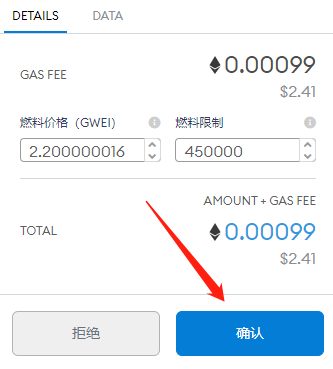 DETAILS DATA
GAS FEE 0.00099
$2.41
燃料价格（GWEI） 燃料限制
2.200000016 450000
AMOUNT + GAS FEE
TOTAL 0.00099
$2.41
拒绝 确认